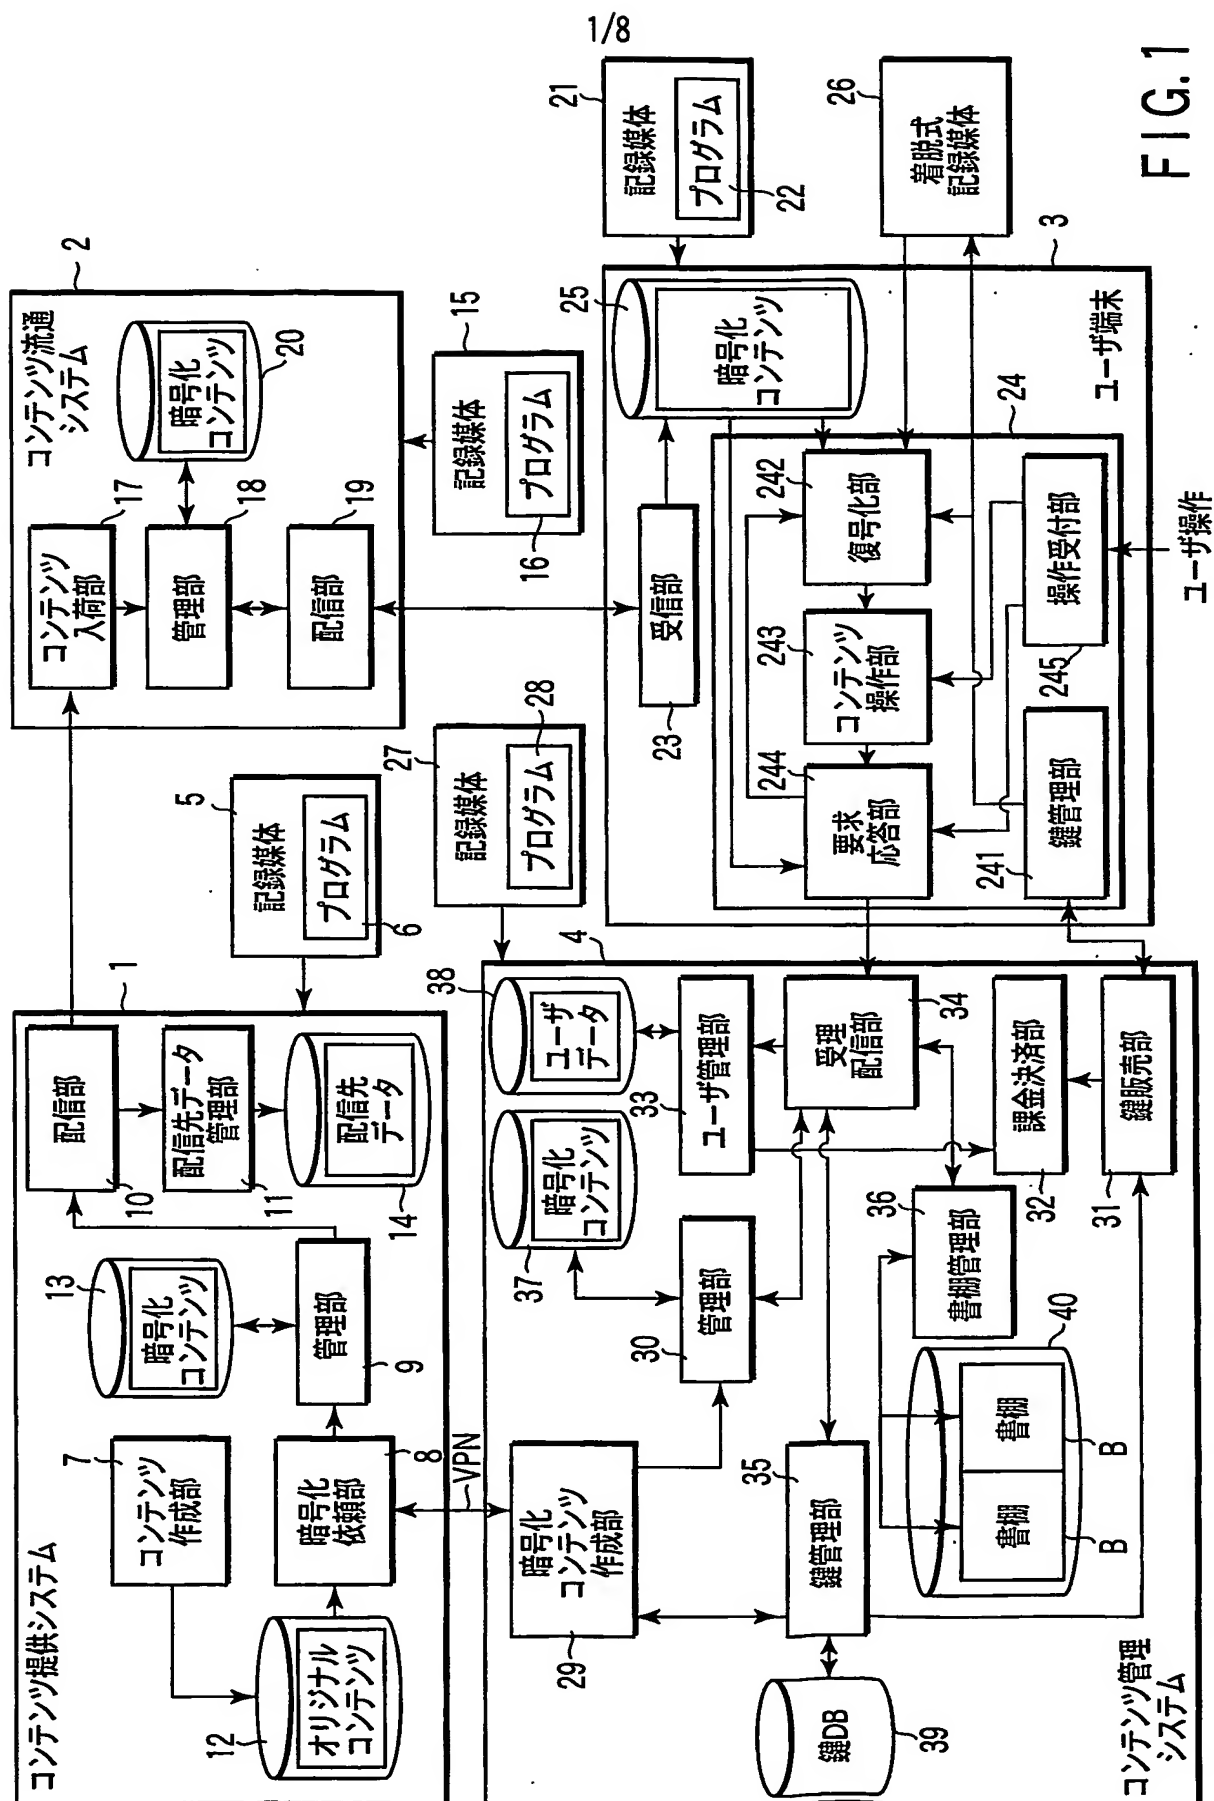 1/8
コンテンツ提供システム
1
7
コンテンツ
作成部
12
オリジナル
コンテンツ
暗号化
依頼部
8
13
暗号化
コンテンツ
管理部
9
配信部
10
配信先データ
管理部
11
配信先
データ
14
VPN
5
記録媒体
プログラム
6
コンテンツ流通
システム
2
コンテンツ
入荷部
17
管理部
18
配信部
19
暗号化
コンテンツ
20
15
記録媒体
プログラム
16
27
記録媒体
プログラム
28
21
記録媒体
プログラム
22
26
着脱式
記録媒体
コンテンツ管理
システム
4
暗号化
コンテンツ
作成部
29
管理部
30
暗号化
コンテンツ
37
ユーザ
データ
38
ユーザ管理部
33
受理
配信部
34
35
鍵管理部
鍵DB
39
36
書棚管理部
40
書棚
書棚
B
B
課金決済部
32
鍵販売部
31
ユーザ端末
3
受信部
23
25
暗号化
コンテンツ
24
244
要求
応答部
243
コンテンツ
操作部
242
復号化部
241
鍵管理部
245
操作受付部
ユーザ操作
FIG.1